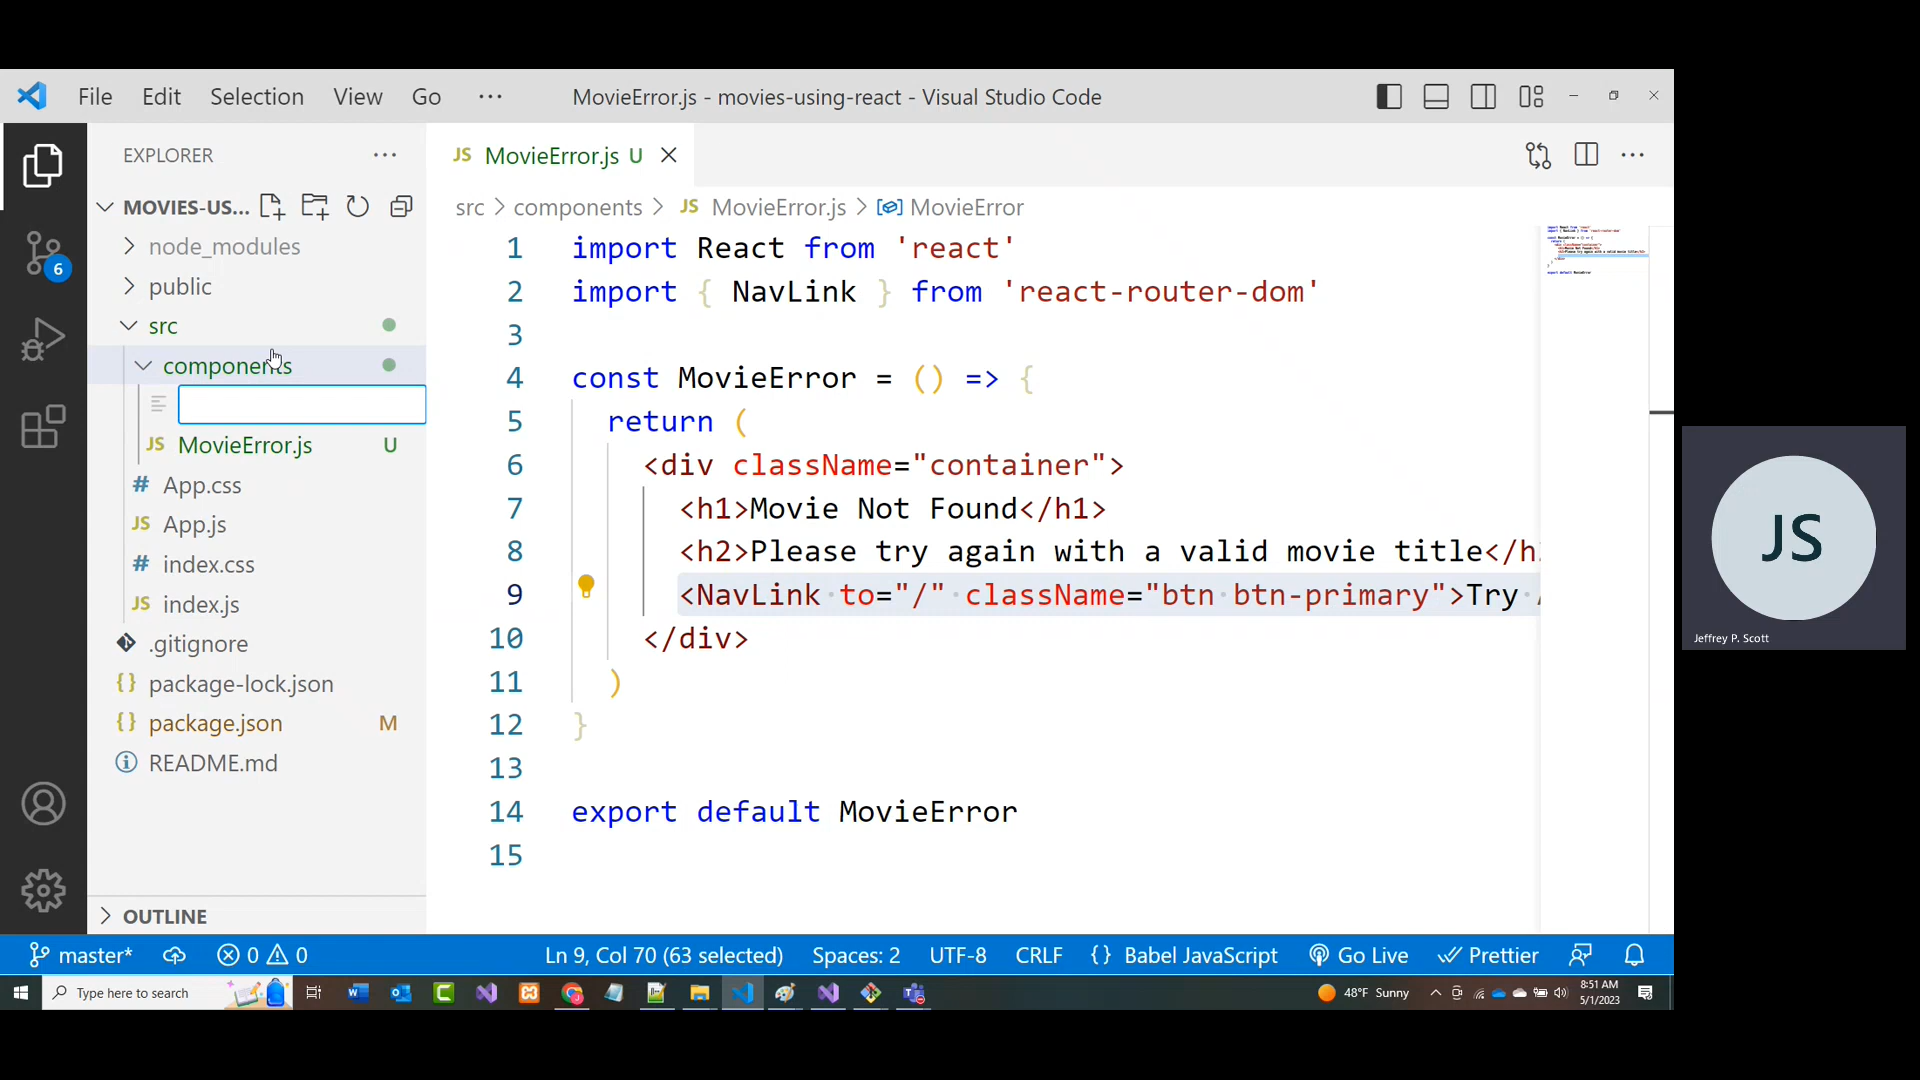 File Edit Selection View Go ··· MovieError.js - movies-using-react - Visual Studio Code
EXPLORER
MOVIES-US...
node_modules
public
src
components
JS MovieError.js U
# App.css
JS App.js
# index.css
JS index.js
.gitignore
{} package-lock.json
{} package.json M
README.md
OUTLINE
6
JS MovieError.js U
src > components > JS MovieError.js > MovieError
1 import React from 'react'
2 import { NavLink } from 'react-router-dom'
3
4 const MovieError = () => {
5 return (
6 <div className="container">
7 <h1>Movie Not Found</h1>
8 <h2>Please try again with a valid movie title</h
9 <NavLink to="/" className="btn btn-primary">Try
10 </div>
11 )
12 }
13
14 export default MovieError
15
JS
Jeffrey P. Scott
master* 0 0 Ln 9, Col 70 (63 selected) Spaces: 2 UTF-8 CRLF {} Babel JavaScript Go Live Prettier
Type here to search 48°F Sunny 8:51 AM
5/1/2023